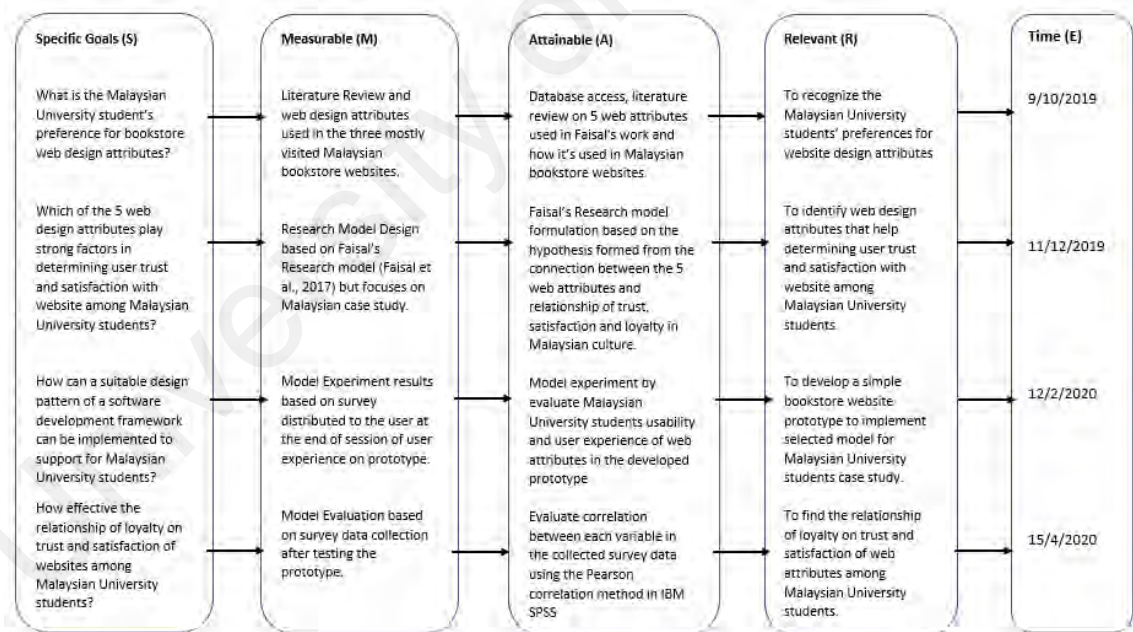 Specific Goals (S)
What is the Malaysian
University student's
preference for bookstore
web design attributes?
Which of the 5 web
design attributes play
strong factors in
determining user trust
and satisfaction with
website among Malaysian
University students?
How can a suitable design
pattern of a software
development framework
can be implemented to
support for Malaysian
University students?
How effective the
relationship of loyalty on
trust and satisfaction of
websites among
Malaysian University
students?
Measurable (M)
Literature Review and
web design attributes
used in the three mostly
visited Malaysian
bookstore websites.
Research Model Design
based on Faisal's
Research model (Faisal et
al., 2017) but focuses on
Malaysian case study.
Model Experiment results
based on survey
distributed to the user at
the end of session of user
experience on prototype.
Model Evaluation based
on survey data collection
after testing the
prototype.
Attainable (A)
Database access, literature
review on 5 web attributes
used in Faisal's work and
how it's used in Malaysian
bookstore websites.
Faisal's Research model
formulation based on the
hypothesis formed from the
connection between the 5
web attributes and
relationship of trust,
satisfaction and loyalty in
Malaysian culture.
Model experiment by
evaluate Malaysian
University students usability
and user experience of web
attributes in the developed
prototype
Evaluate correlation
between each variable in
the collected survey data
using the Pearson
correlation method in IBM
SPSS
Relevant (R)
To recognize the
Malaysian University
students' preferences for
website design attributes
To identify web design
attributes that help
determining user trust
and satisfaction with
website among
Malaysian University
students.
To develop a simple
bookstore website
prototype to implement
selected model for
Malaysian University
students case study.
To find the relationship
of loyalty on trust and
satisfaction of web
attributes among
Malaysian University
students.
Time (E)
9/10/2019
11/12/2019
12/2/2020
15/4/2020
University of